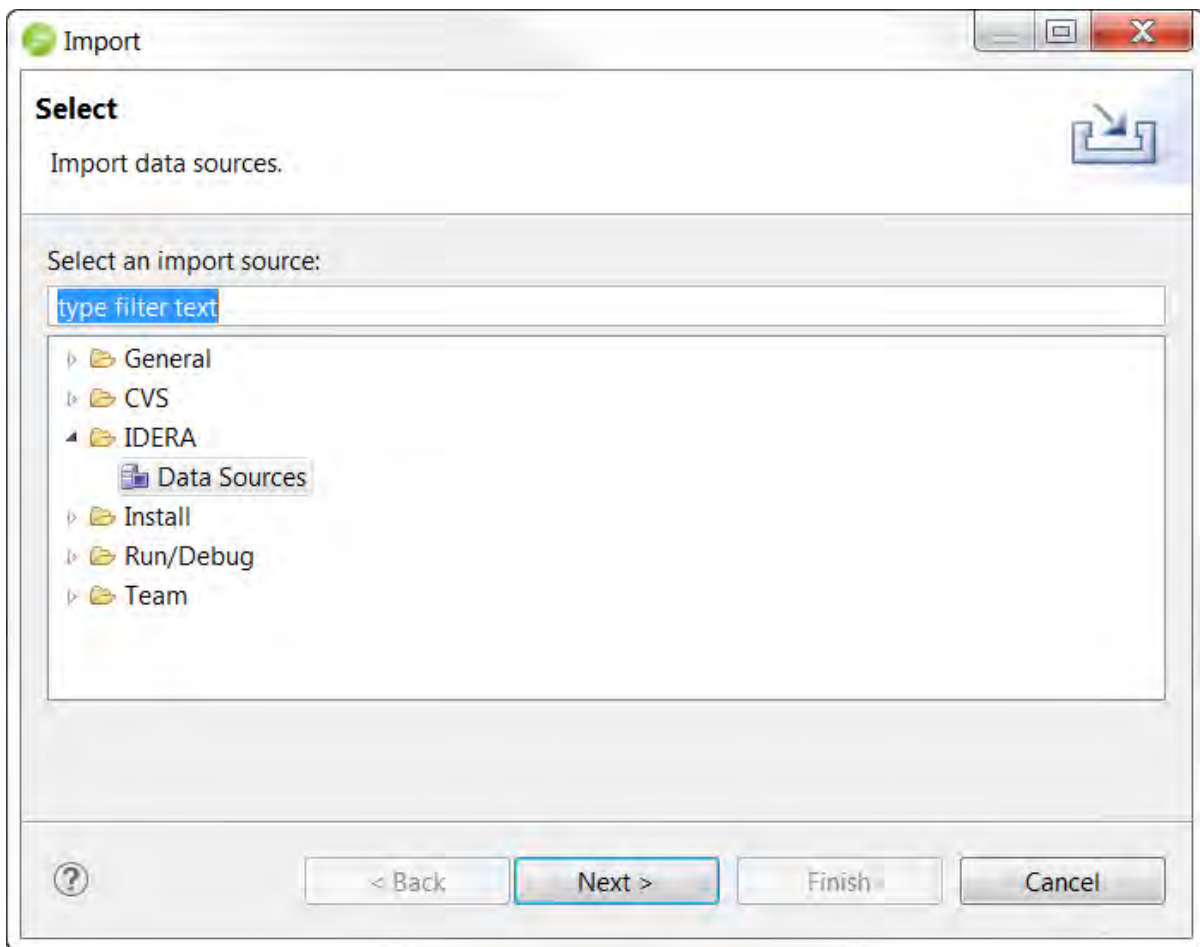 Import
Select
Import data sources.
Select an import source:
type filter text
General
CVS
IDERA
Data Sources
Install
Run/Debug
Team
?
< Back
Next >
Finish
Cancel